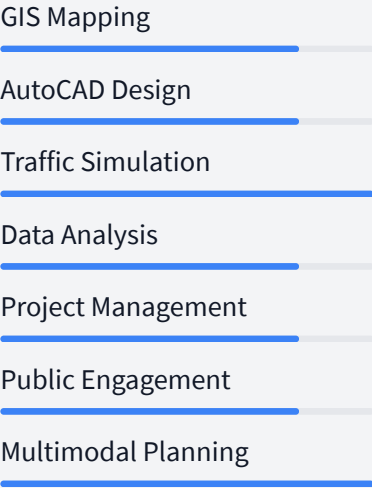 GIS Mapping
AutoCAD Design
Traffic Simulation
Data Analysis
Project Management
Public Engagement
Multimodal Planning